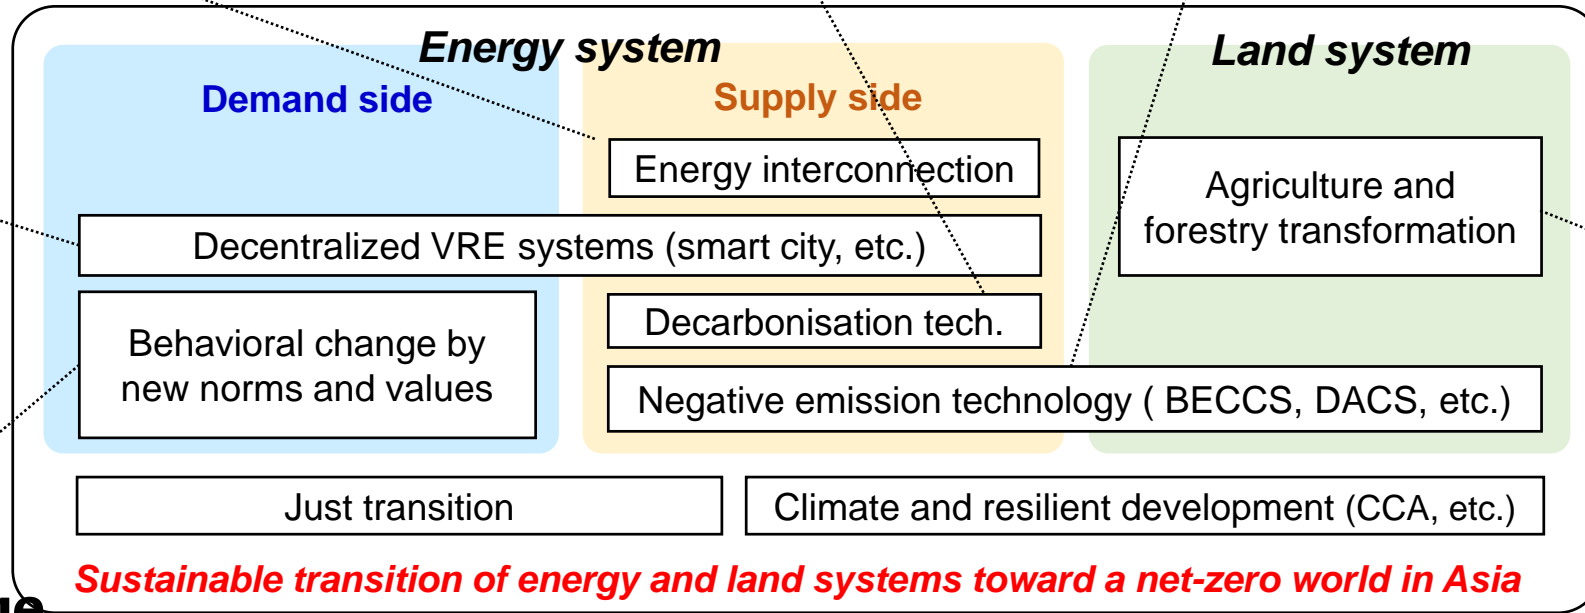 Energy system
Land system
Demand side
Supply side
Energy interconnection
Agriculture and
forestry transformation
Decentralized VRE systems (smart city, etc.)
Decarbonisation tech.
Behavioral change by
new norms and values
Negative emission technology ( BECCS, DACS, etc.)
Just transition
Climate and resilient development (CCA, etc.)
Sustainable transition of energy and land systems toward a net-zero world in Asia